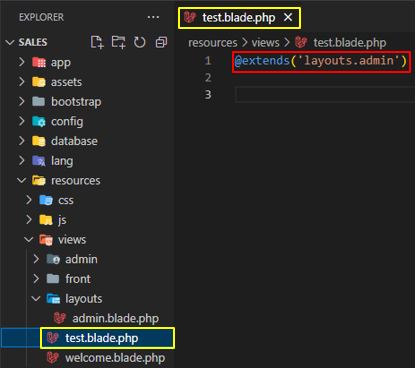 EXPLORER
SALES
app
assets
bootstrap
config
database
lang
resources
css
js
views
admin
front
layouts
admin.blade.php
test.blade.php
welcome.blade.php
test.blade.php
resources > views > test.blade.php
1 @extends('layouts.admin')
2
3